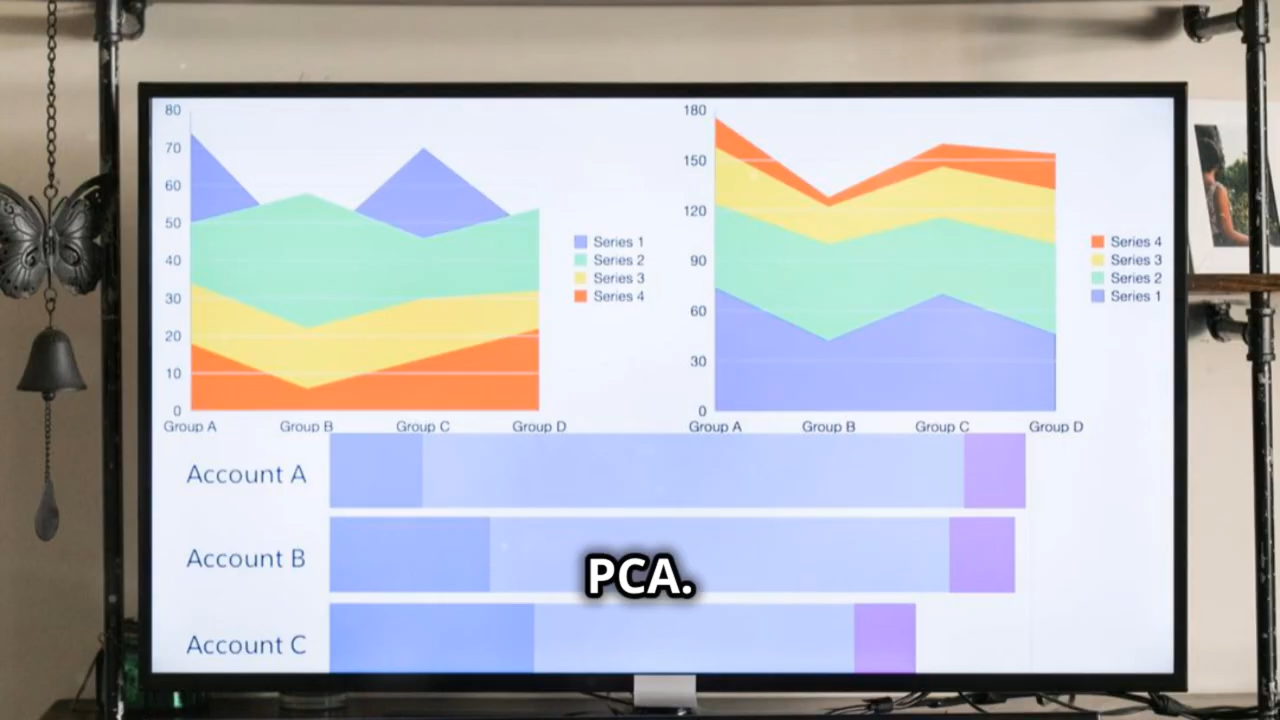 80
70
60
50
40
30
20
10
0
Group A Group B Group C Group D
Series 1
Series 2
Series 3
Series 4
180
150
120
90
60
30
0
Group A Group B Group C Group D
Series 4
Series 3
Series 2
Series 1
Account A
Account B
Account C
PCA.